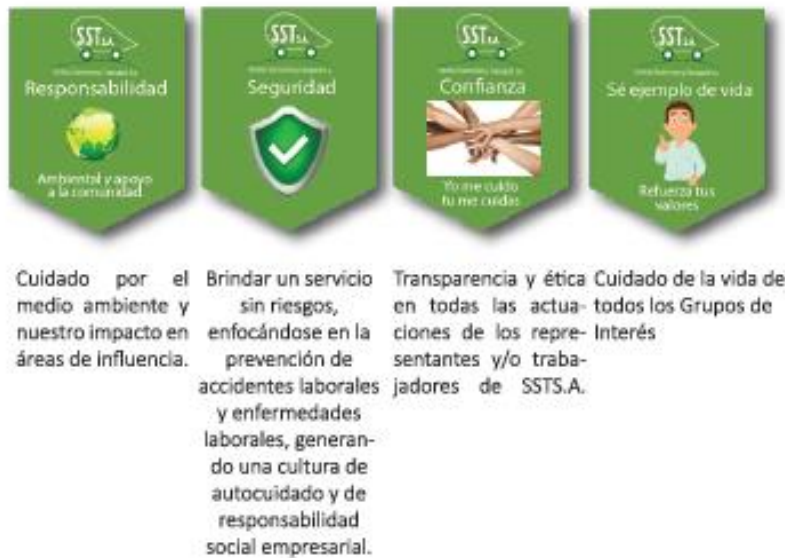 SST S.A.
Responsabilidad
Ambiental y apoyo
a la comunidad
Cuidado por el
medio ambiente y
nuestro impacto en
áreas de influencia.
SST S.A.
Seguridad
Brindar un servicio
sin riesgos,
enfocándose en la
prevención de
accidentes laborales
y enfermedades
laborales, generan-
do una cultura de
autocuidado y de
responsabilidad
social empresarial.
SST S.A.
Confianza
Yo me cuido
tu me cuidas
Transparencia y ética
en todas las actua-
ciones de los repre-
sentantes y/o traba-
jadores de SSTS.A.
SST S.A.
Sé ejemplo de vida
Refuerza tus
valores
Cuidado de la vida de
todos los Grupos de
Interés